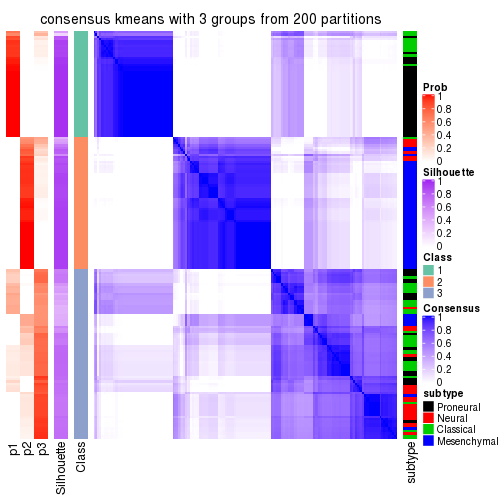 consensus kmeans with 3 groups from 200 partitions
p1
p2
p3
Silhouette
Class
subtype
Prob
1
0.8
0.6
0.4
0.2
0
Silhouette
1
0.8
0.6
0.4
0.2
0
Class
1
2
3
Consensus
1
0.8
0.6
0.4
0.2
0
subtype
Proneural
Neural
Classical
Mesenchymal